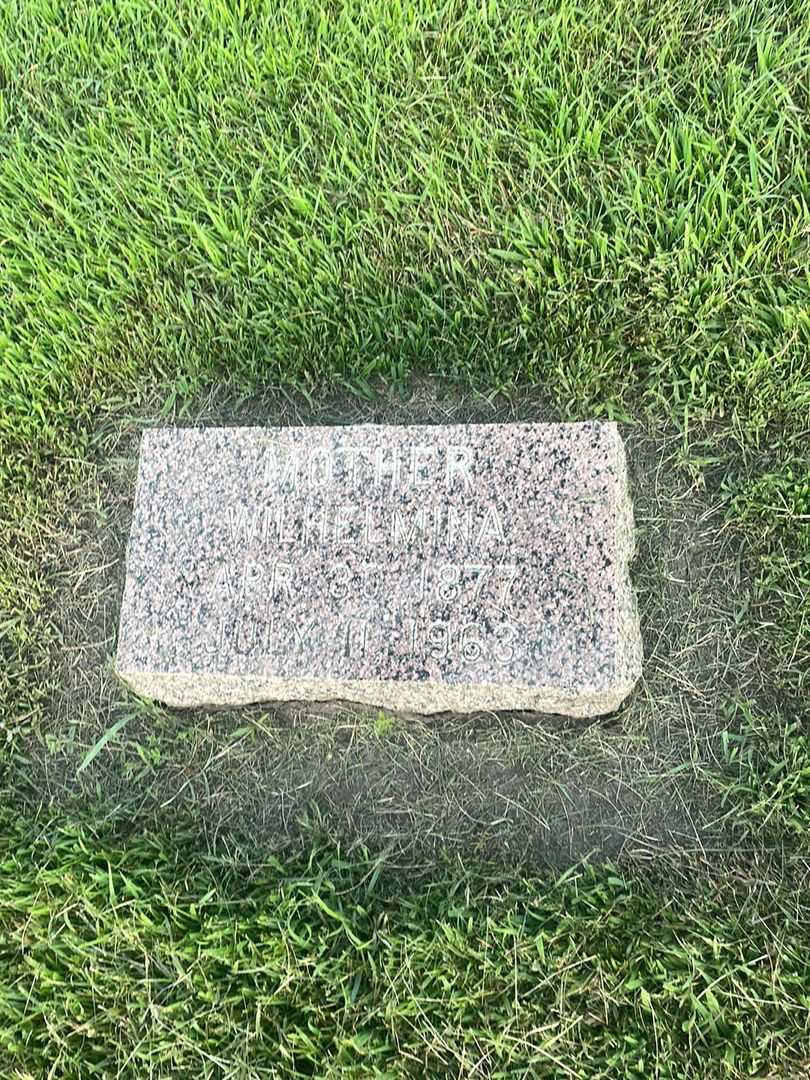 MOTHER
WILHELMINA
APR. 30, 1877
JULY 11, 1963